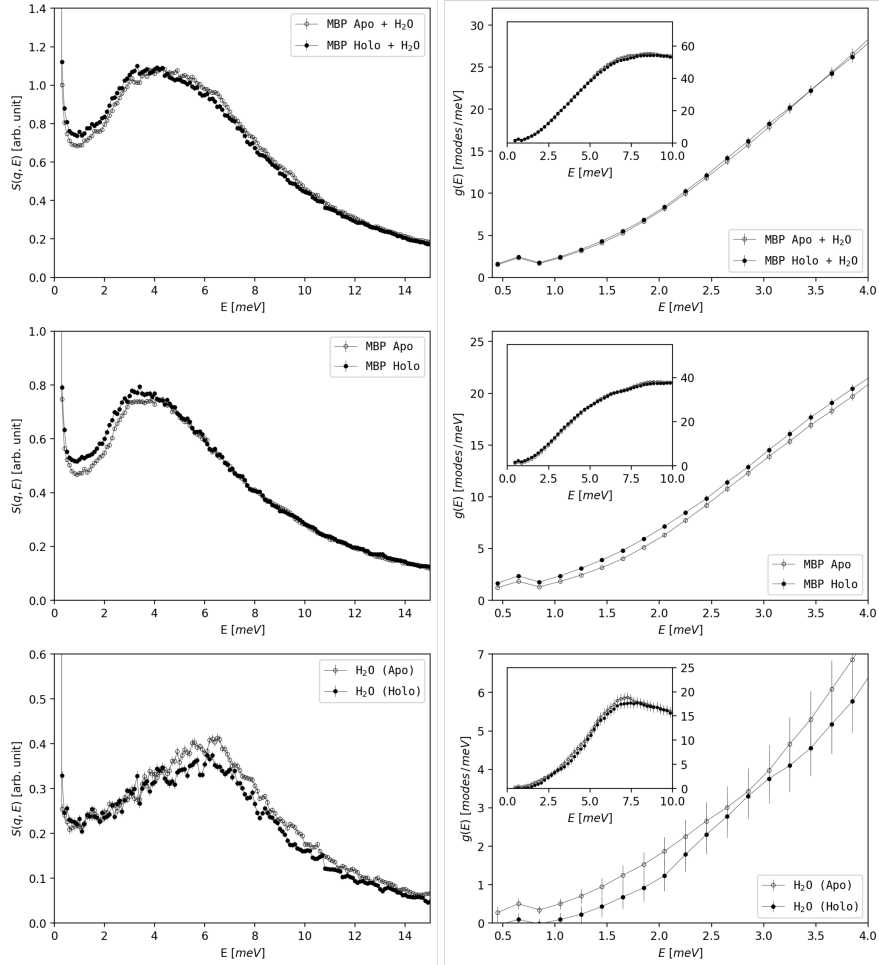 1.4
1.2
1.0
0.8
0.6
0.4
0.2
0.0
S(q, E) [arb. unit]
MBP Apo + H₂O
MBP Holo + H₂O
0 2 4 6 8 10 12 14
E [meV]
30
25
20
15
10
5
0
g(E) [modes/meV]
60
40
20
0
0.0 2.5 5.0 7.5 10.0
E [meV]
MBP Apo + H₂O
MBP Holo + H₂O
0.5 1.0 1.5 2.0 2.5 3.0 3.5 4.0
E [meV]
1.0
0.8
0.6
0.4
0.2
0.0
S(q, E) [arb. unit]
MBP Apo
MBP Holo
0 2 4 6 8 10 12 14
E [meV]
25
20
15
10
5
0
g(E) [modes/meV]
40
20
0
0.0 2.5 5.0 7.5 10.0
E [meV]
MBP Apo
MBP Holo
0.5 1.0 1.5 2.0 2.5 3.0 3.5 4.0
E [meV]
0.6
0.5
0.4
0.3
0.2
0.1
0.0
S(q, E) [arb. unit]
H₂O (Apo)
H₂O (Holo)
0 2 4 6 8 10 12 14
E [meV]
7
6
5
4
3
2
1
0
g(E) [modes/meV]
25
20
15
10
5
0
0.0 2.5 5.0 7.5 10.0
E [meV]
H₂O (Apo)
H₂O (Holo)
0.5 1.0 1.5 2.0 2.5 3.0 3.5 4.0
E [meV]